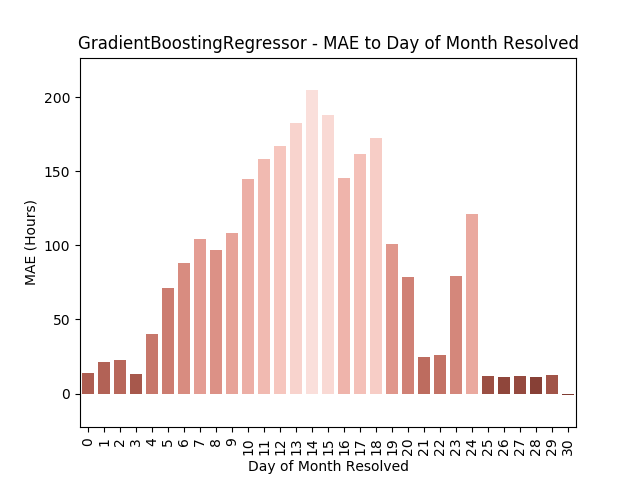 GradientBoostingRegressor - MAE to Day of Month Resolved
MAE (Hours)
200
150
100
50
0
0 1 2 3 4 5 6 7 8 9 10 11 12 13 14 15 16 17 18 19 20 21 22 23 24 25 26 27 28 29 30
Day of Month Resolved